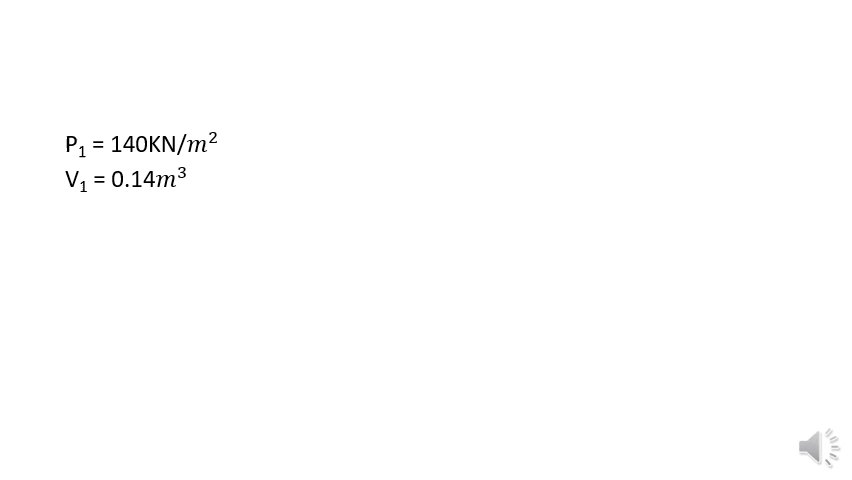 P₁ = 140KN/𝑚²
V₁ = 0.14𝑚³